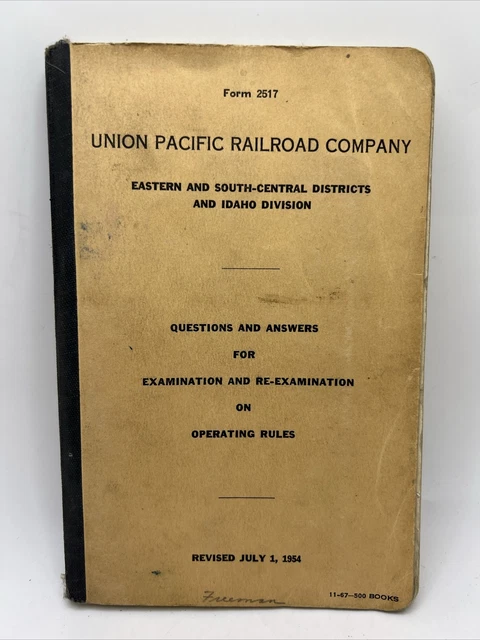 Form 2517
UNION PACIFIC RAILROAD COMPANY
EASTERN AND SOUTH-CENTRAL DISTRICTS
AND IDAHO DIVISION
QUESTIONS AND ANSWERS
FOR
EXAMINATION AND RE-EXAMINATION
ON
OPERATING RULES
REVISED JULY 1, 1954
Freeman
11-67—500 BOOKS